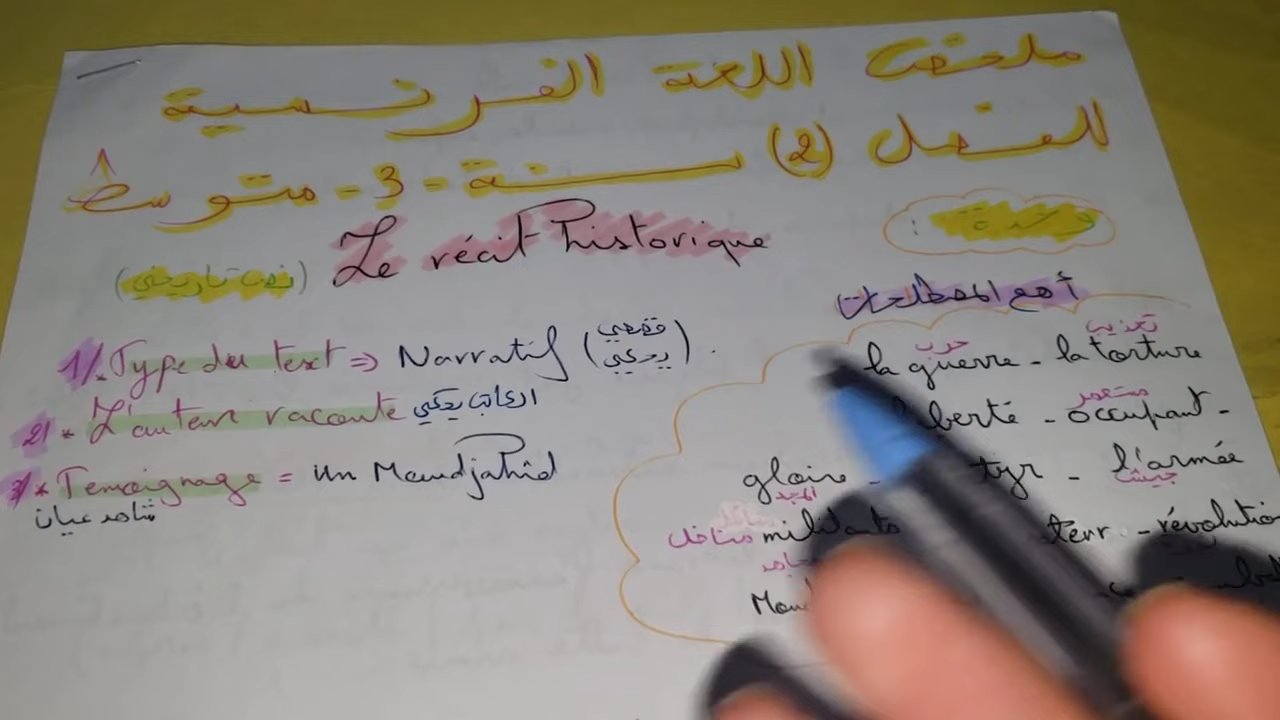 ملخص اللغة الفرنسية
للفصل (2) سنة - 3 - متوسط
وحدة :
Le récit historique
(نص تاريخي)
أهم المصطلحات
1/. Type du text => Narratif (قصصي يحكي) .
2/ * L'auteur raconte الكاتب يحكي
* Temoignage = un Moudjahid
شاهد عيان
تعذيب
حرب
la guerre - la torture
مستعمر
liberté - occupant -
gloire - l'armée
المجد جيش
militants révolution
مناضل
مجاهد